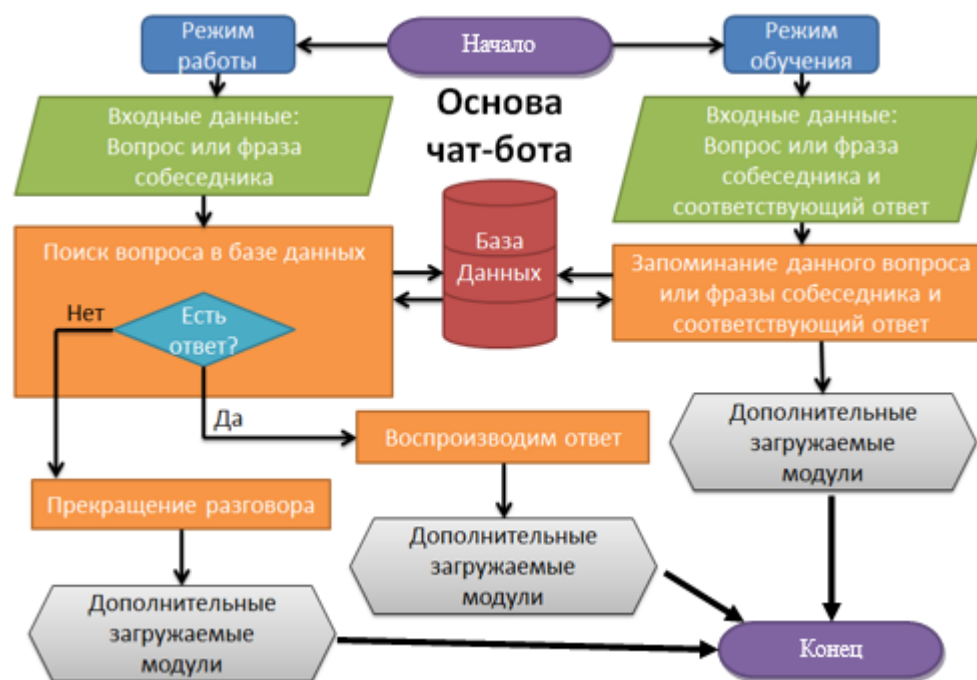 Режим
работы
Начало
Режим
обучения
Основа
чат-бота
Входные данные:
Вопрос или фраза
собеседника
Входные данные:
Вопрос или фраза
собеседника и
соответствующий ответ
Поиск вопроса в базе данных
База
Данных
Запоминание данного вопроса
или фразы собеседника и
соответствующий ответ
Нет
Есть
ответ?
Да
Воспроизводим ответ
Дополнительные
загружаемые
модули
Прекращение разговора
Дополнительные
загружаемые
модули
Дополнительные
загружаемые
модули
Конец